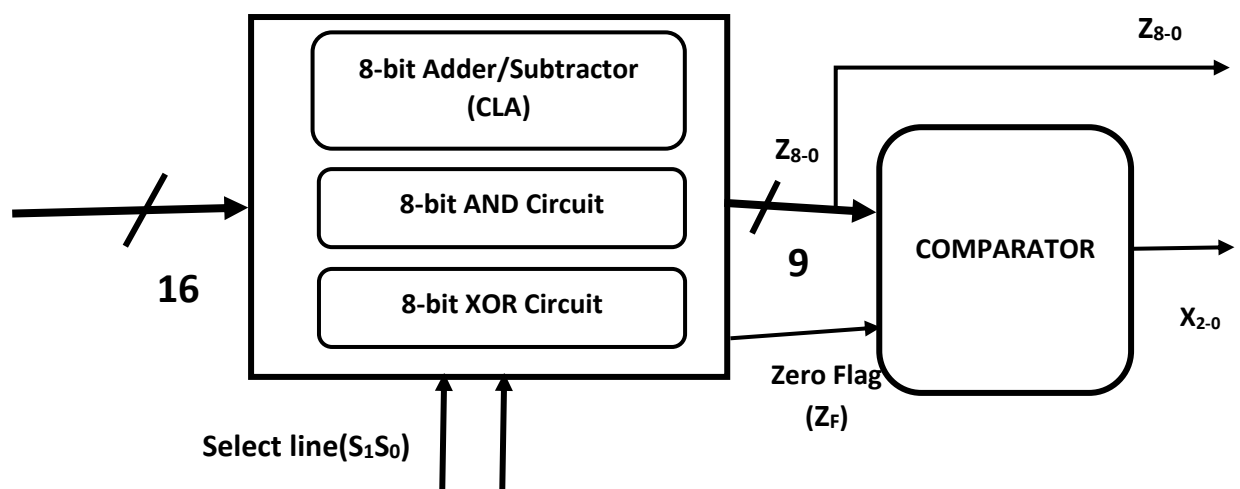 Z₈₋₀
8-bit Adder/Subtractor
(CLA)
Z₈₋₀
8-bit AND Circuit
COMPARATOR
9
16
8-bit XOR Circuit
X₂₋₀
Zero Flag
(Z_F)
Select line(S₁S₀)